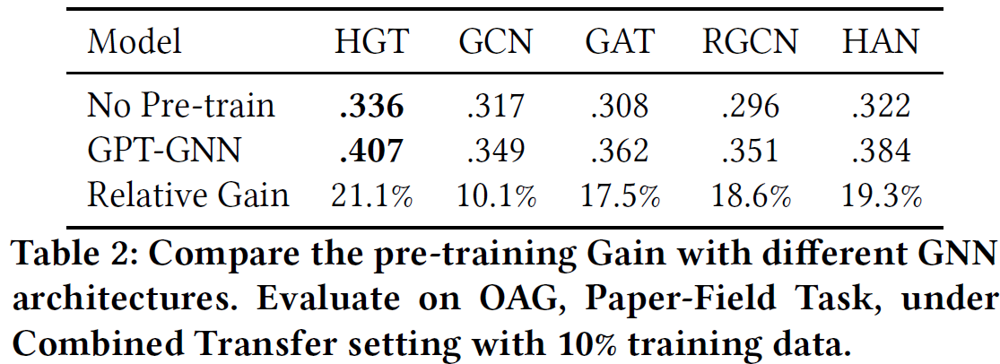 Model HGT GCN GAT RGCN HAN
No Pre-train .336 .317 .308 .296 .322
GPT-GNN .407 .349 .362 .351 .384
Relative Gain 21.1% 10.1% 17.5% 18.6% 19.3%
Table 2: Compare the pre-training Gain with different GNN
architectures. Evaluate on OAG, Paper-Field Task, under
Combined Transfer setting with 10% training data.